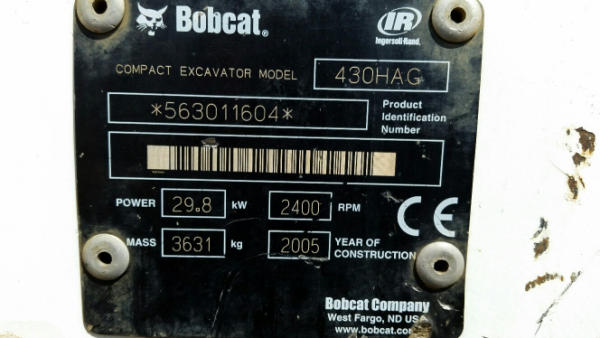 Bobcat®
IR
Ingersoll-Rand
COMPACT EXCAVATOR MODEL 430HAG
*563011604*
Product
Identification
Number
POWER 29.8 kW 2400 RPM
MASS 3631 kg 2005 YEAR OF
CONSTRUCTION
CE
Bobcat Company
West Fargo, ND USA
www.bobcat.com